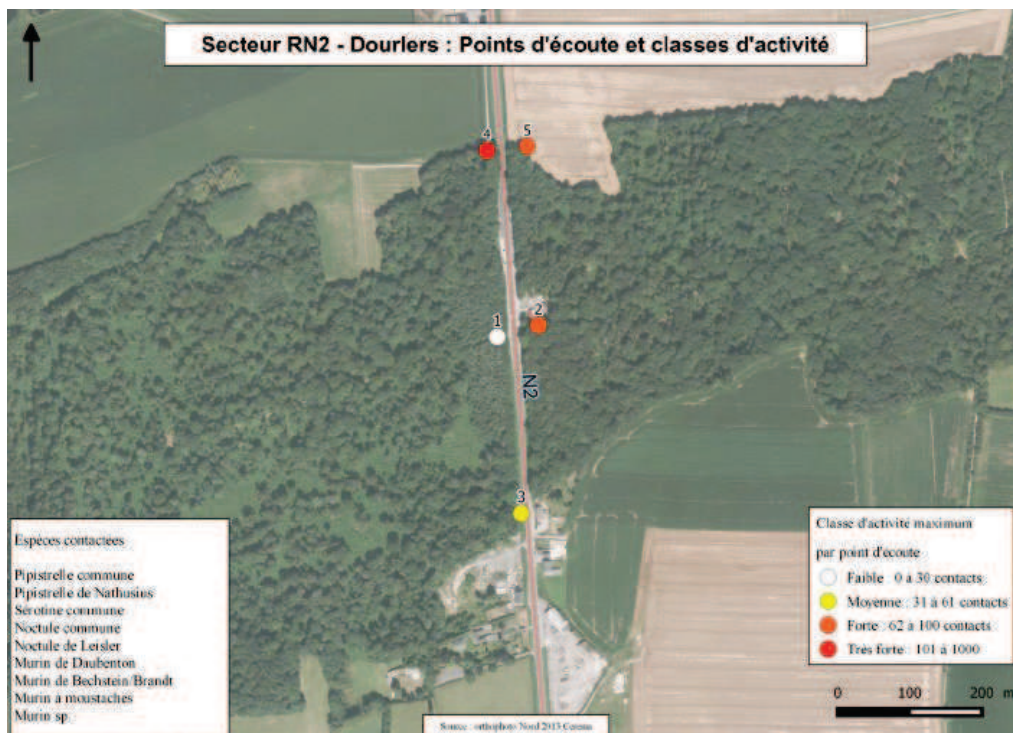 Secteur RN2 - Dourlers : Points d'écoute et classes d'activité
4
5
1
2
N2
3
Espèces contactées
Pipistrelle commune
Pipistrelle de Nathusius
Sérotine commune
Noctule commune
Noctule de Leisler
Murin de Daubenton
Murin de Bechstein/Brandt
Murin à moustaches
Murin sp
Classe d'activité maximum
par point d'écoute
Faible : 0 à 30 contacts
Moyenne : 31 à 61 contacts
Forte : 62 à 100 contacts
Très forte : 101 à 1000
0 100 200 m
Source : orthophoto Nord 2013 Cerema